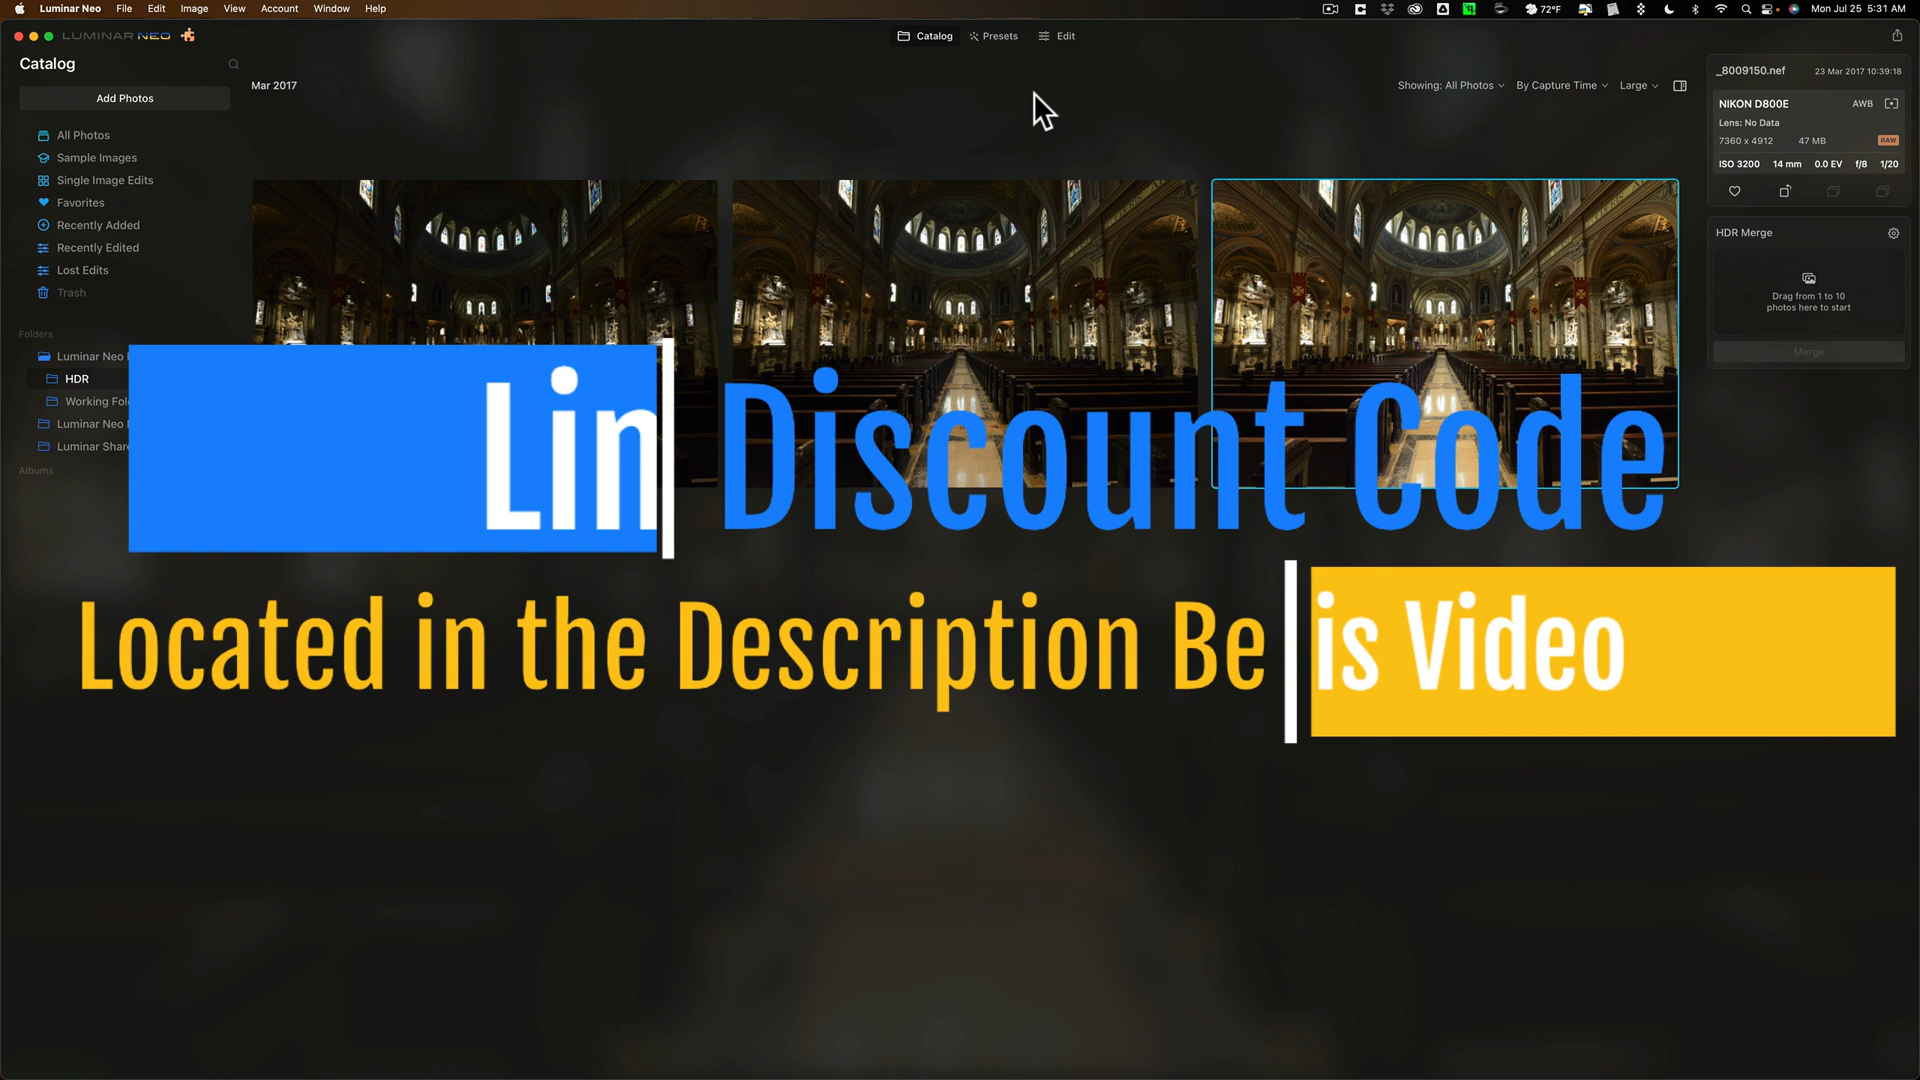 Luminar Neo File Edit Image View Account Window Help 72°F Mon Jul 25 5:31 AM
LUMINAR NEO
Catalog Presets Edit
Catalog
Add Photos
All Photos
Sample Images
Single Image Edits
Favorites
Recently Added
Recently Edited
Lost Edits
Trash
Folders
Luminar Neo
HDR
Working Fol
Luminar Neo
Luminar Share
Albums
Mar 2017
Showing: All Photos By Capture Time Large
_8009150.nef 23 Mar 2017 10:39:18
NIKON D800E AWB
Lens: No Data
7360 x 4912 47 MB RAW
ISO 3200 14 mm 0.0 EV f/8 1/20
HDR Merge
Drag from 1 to 10
photos here to start
Merge
Lin Discount Code
Located in the Description Be is Video